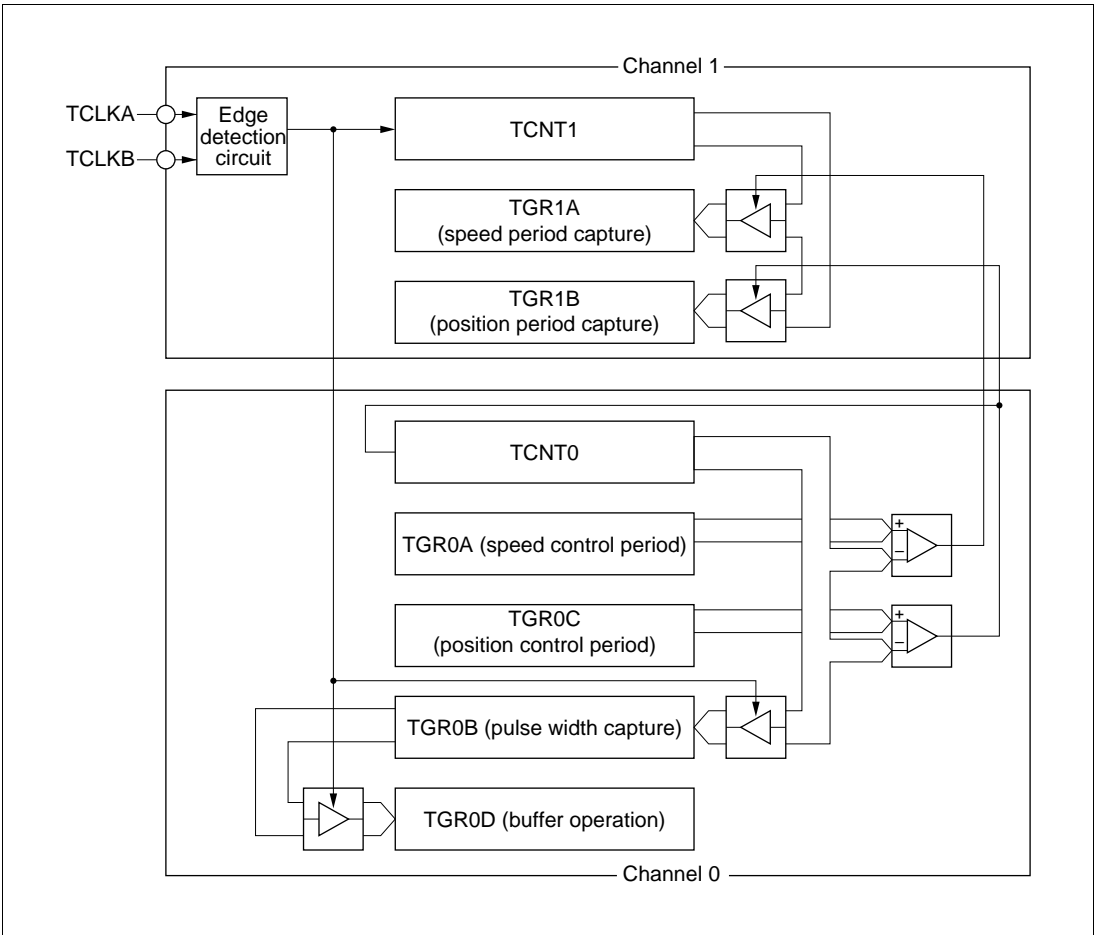 Channel 1
TCLKA
TCLKB
Edge
detection
circuit
TCNT1
TGR1A
(speed period capture)
TGR1B
(position period capture)
TCNT0
TGR0A (speed control period)
+
−
TGR0C
(position control period)
+
−
TGR0B (pulse width capture)
TGR0D (buffer operation)
Channel 0